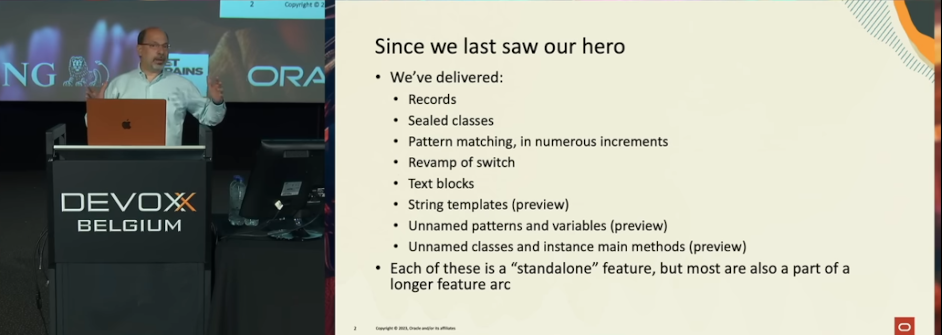 2 Copyright ©
NG
ORA
DEVOXX
BELGIUM
Since we last saw our hero
• We've delivered:
• Records
• Sealed classes
• Pattern matching, in numerous increments
• Revamp of switch
• Text blocks
• String templates (preview)
• Unnamed patterns and variables (preview)
• Unnamed classes and instance main methods (preview)
• Each of these is a “standalone” feature, but most are also a part of a
longer feature arc
2 Copyright © 2023, Oracle and/or its affiliates